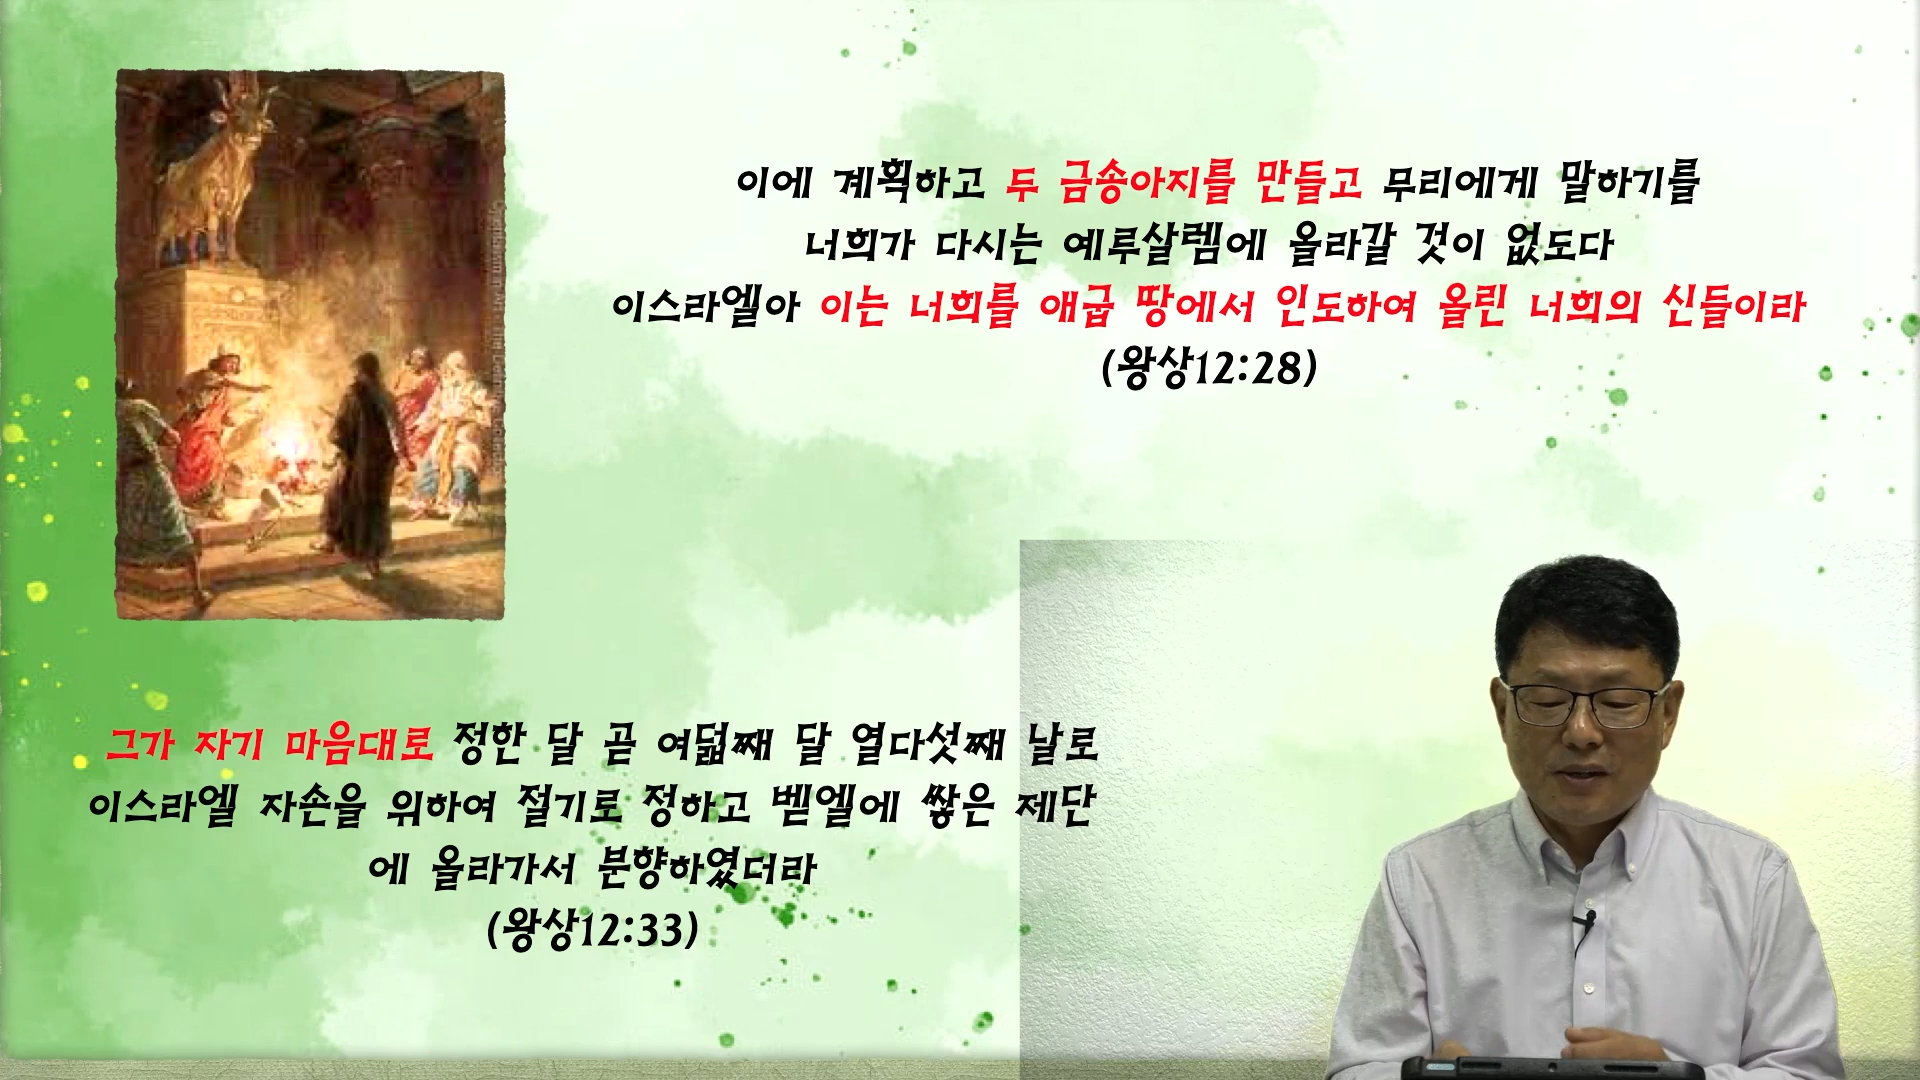 이에 계획하고 두 금송아지를 만들고 무리에게 말하기를
너희가 다시는 예루살렘에 올라갈 것이 없도다
이스라엘아 이는 너희를 애굽 땅에서 인도하여 올린 너희의 신들이라
(왕상12:28)
그가 자기 마음대로 정한 달 곧 여덟째 달 열다섯째 날로
이스라엘 자손을 위하여 절기로 정하고 벧엘에 쌓은 제단
에 올라가서 분향하였더라
(왕상12:33)